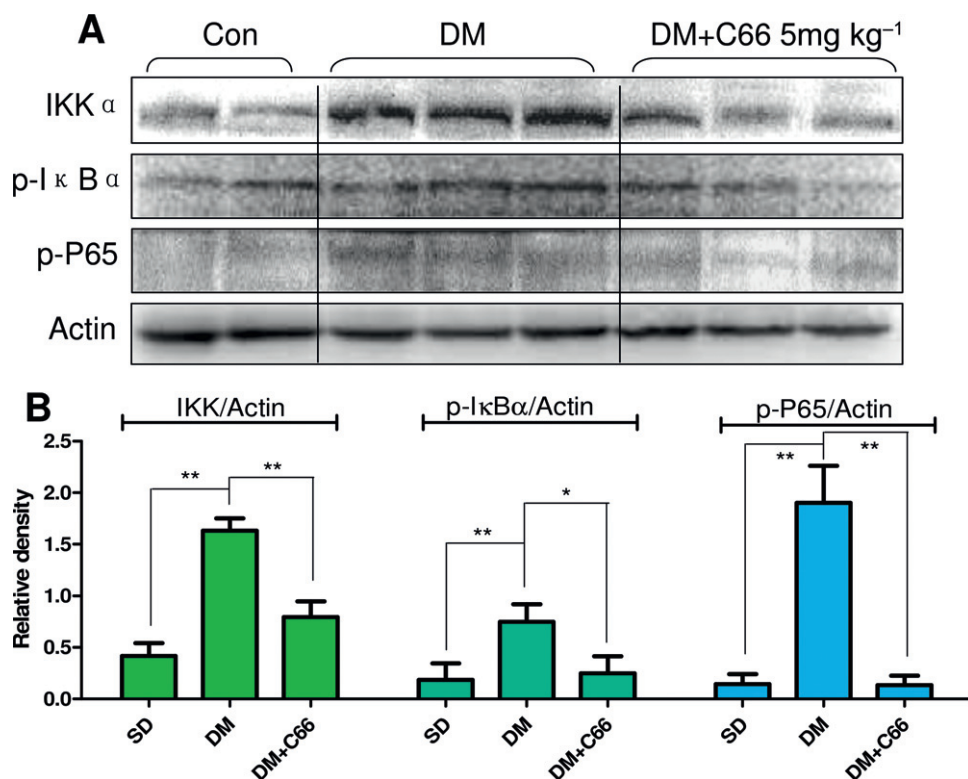 A
Con DM DM+C66 5mg kg⁻¹
IKK α
p-I κ B α
p-P65
Actin
B
IKK/Actin p-IκBα/Actin p-P65/Actin
Relative density
2.5
2.0
1.5
1.0
0.5
0.0
** **
** *
** **
SD DM DM+C66 SD DM DM+C66 SD DM DM+C66